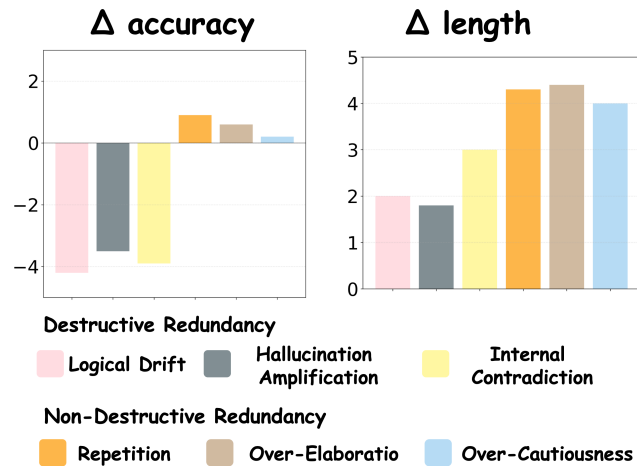 Δ accuracy
Δ length
2
0
−2
−4
5
4
3
2
1
0
Destructive Redundancy
Logical Drift
Hallucination
Amplification
Internal
Contradiction
Non-Destructive Redundancy
Repetition
Over-Elaboratio
Over-Cautiousness